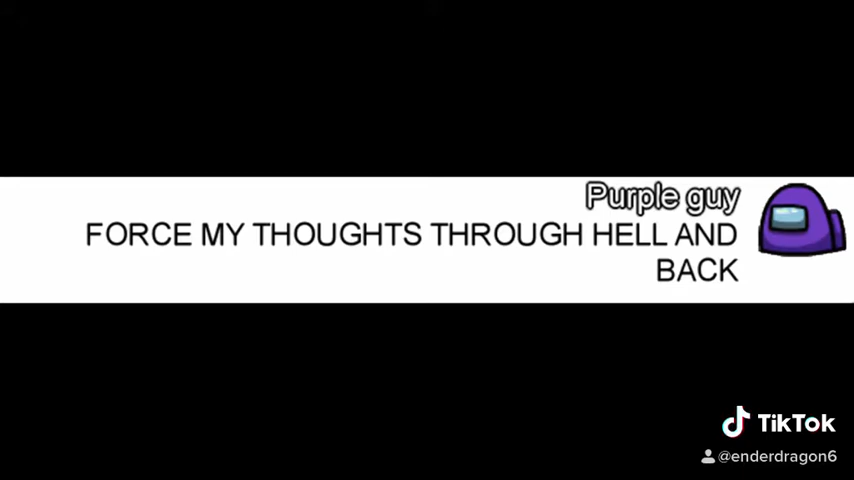 Purple guy
FORCE MY THOUGHTS THROUGH HELL AND
BACK
TikTok
@enderdragon6